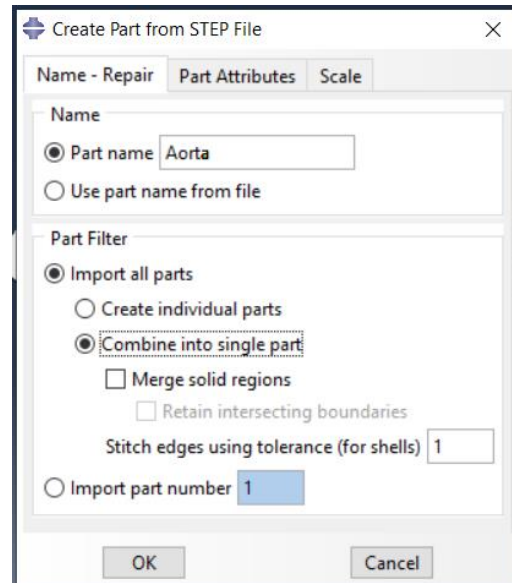 Create Part from STEP File
Name - Repair Part Attributes Scale
Name
Part name Aorta
Use part name from file
Part Filter
Import all parts
Create individual parts
Combine into single part
Merge solid regions
Retain intersecting boundaries
Stitch edges using tolerance (for shells) 1
Import part number 1
OK Cancel